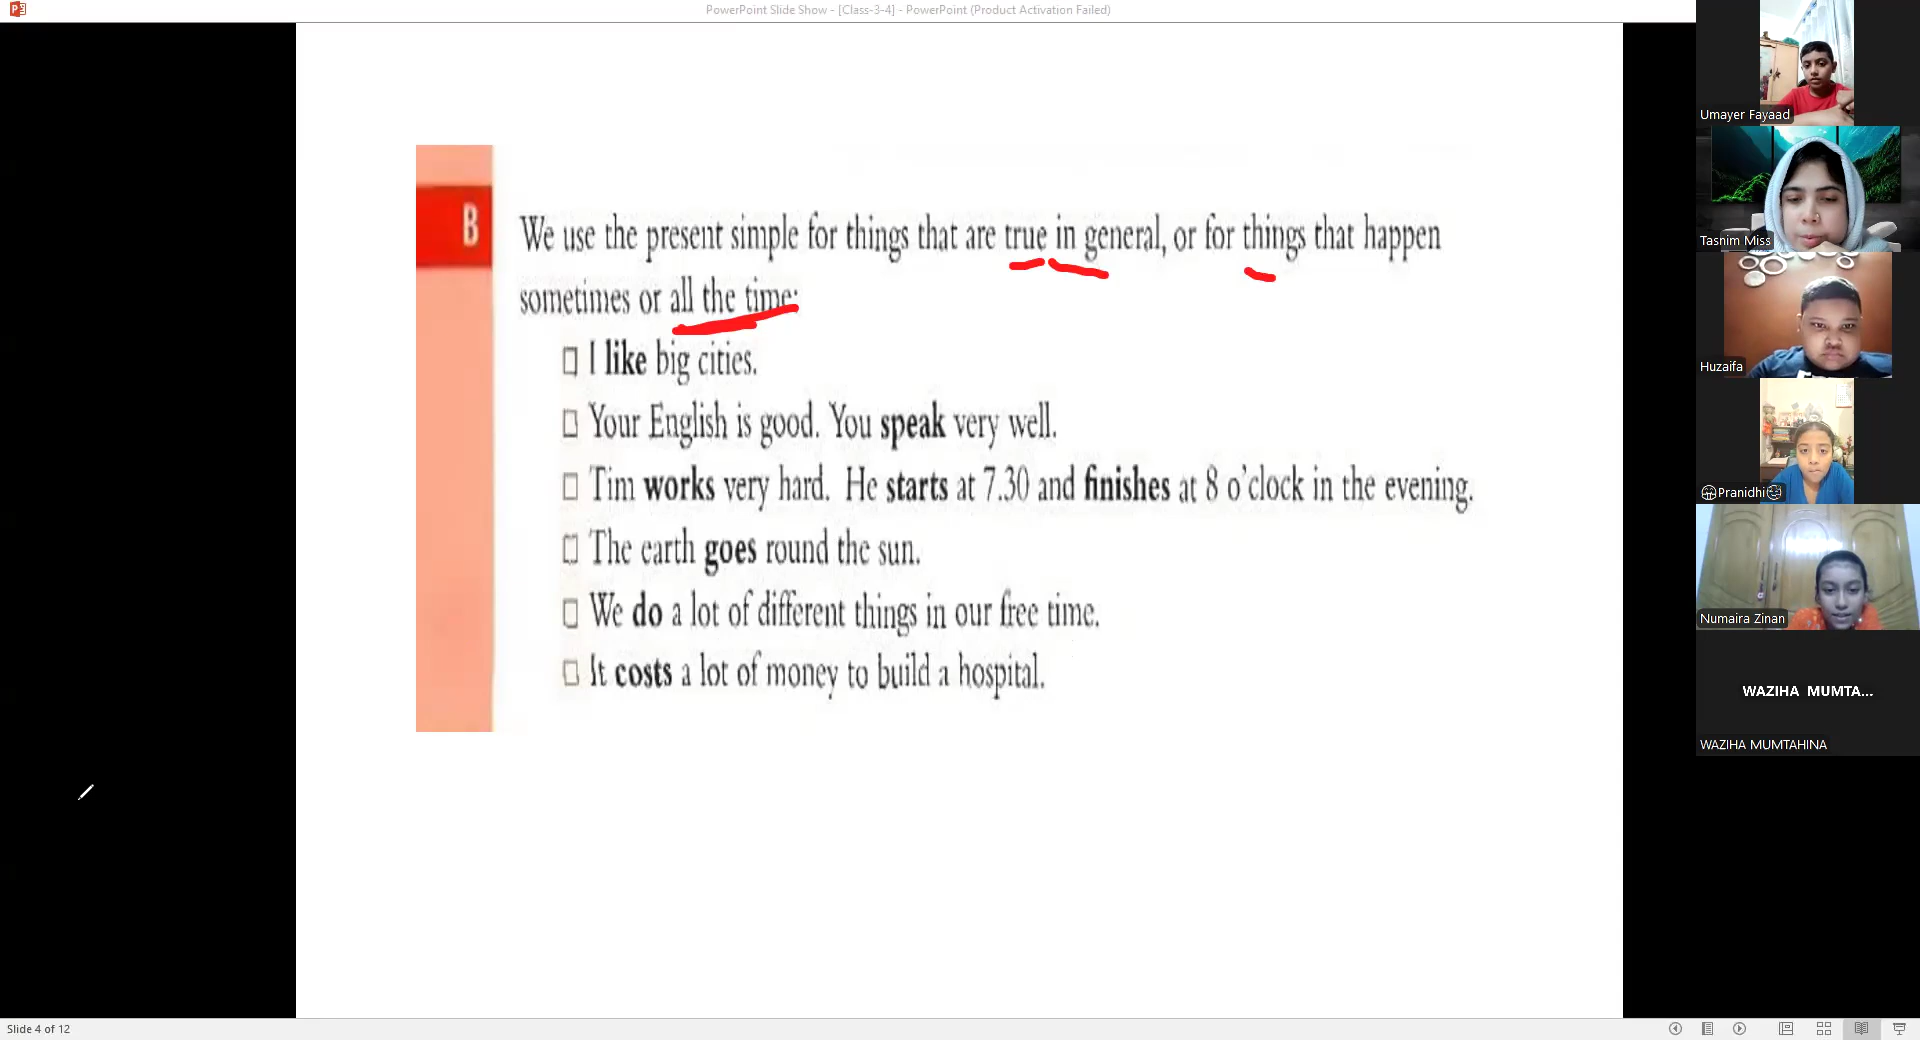 PowerPoint Slide Show - [Class-3-4] - PowerPoint (Product Activation Failed)
B
We use the present simple for things that are true in general, or for things that happen
sometimes or all the time:
I like big cities.
Your English is good. You speak very well.
Tim works very hard. He starts at 7.30 and finishes at 8 o'clock in the evening.
The earth goes round the sun.
We do a lot of different things in our free time.
It costs a lot of money to build a hospital.
Umayer Fayaad
Tasnim Miss
Huzaifa
Pranidhi
Numaira Zinan
WAZIHA MUMTA...
WAZIHA MUMTAHINA
Slide 4 of 12